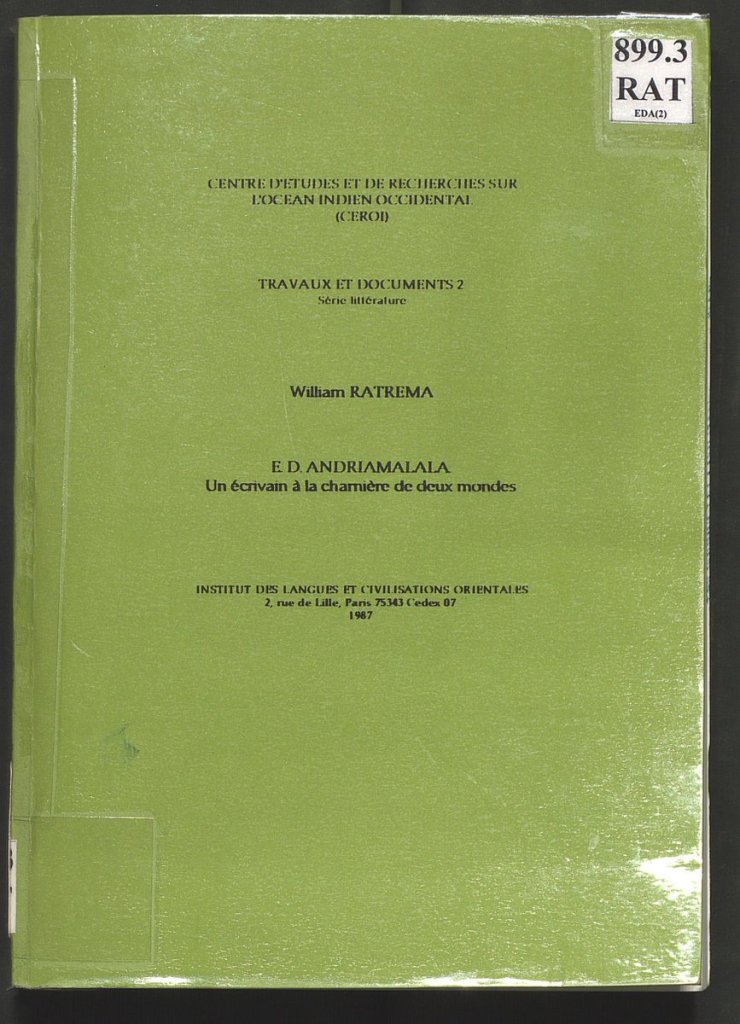 899.3
RAT
EDA(2)
CENTRE D'ETUDES ET DE RECHERCHES SUR
L'OCEAN INDIEN OCCIDENTAL
(CEROI)
TRAVAUX ET DOCUMENTS 2
Série littérature
William RATREMA
E. D. ANDRIAMALALA
Un écrivain à la charnière de deux mondes
INSTITUT DES LANGUES ET CIVILISATIONS ORIENTALES
2, rue de Lille, Paris 75343 Cedex 07
1987